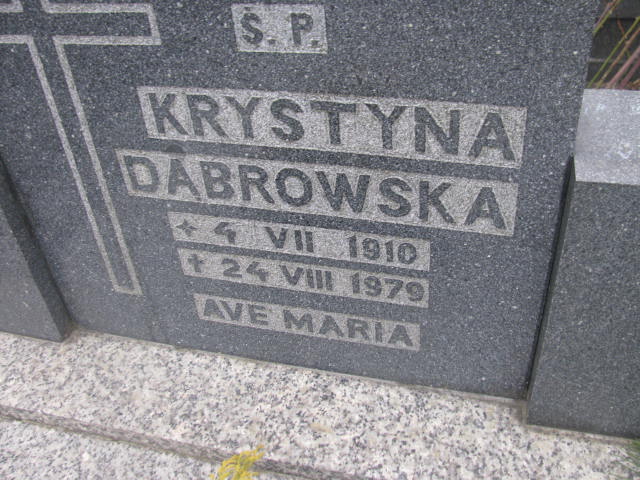 Ś. P.
KRYSTYNA
DĄBROWSKA
+ 4 VII 1910
† 24 VIII 1979
AVE MARIA